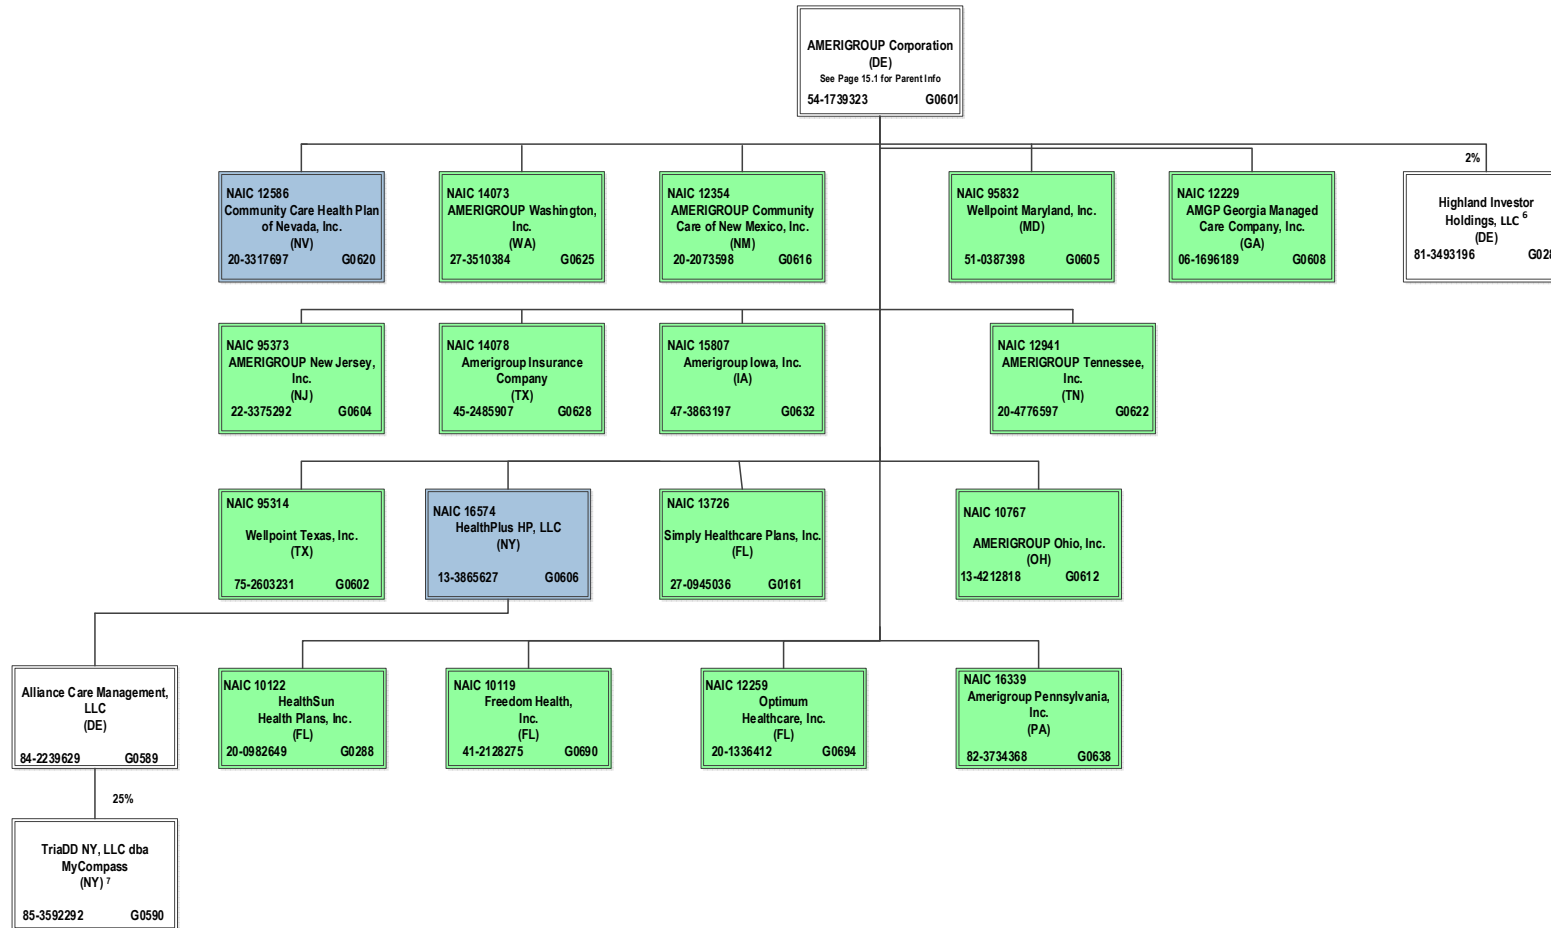 AMERIGROUP Corporation
(DE)
See Page 15.1 for Parent Info
54-1739323 G0601
2%
NAIC 12586
Community Care Health Plan
of Nevada, Inc.
(NV)
20-3317697 G0620
NAIC 14073
AMERIGROUP Washington,
Inc.
(WA)
27-3510384 G0625
NAIC 12354
AMERIGROUP Community
Care of New Mexico, Inc.
(NM)
20-2073598 G0616
NAIC 95832
Wellpoint Maryland, Inc.
(MD)
51-0387398 G0605
NAIC 12229
AMGP Georgia Managed
Care Company, Inc.
(GA)
06-1696189 G0608
Highland Investor
Holdings, LLC 6
(DE)
81-3493196 G028
NAIC 95373
AMERIGROUP New Jersey,
Inc.
(NJ)
22-3375292 G0604
NAIC 14078
Amerigroup Insurance
Company
(TX)
45-2485907 G0628
NAIC 15807
Amerigroup Iowa, Inc.
(IA)
47-3863197 G0632
NAIC 12941
AMERIGROUP Tennessee,
Inc.
(TN)
20-4776597 G0622
NAIC 95314
Wellpoint Texas, Inc.
(TX)
75-2603231 G0602
NAIC 16574
HealthPlus HP, LLC
(NY)
13-3865627 G0606
NAIC 13726
Simply Healthcare Plans, Inc.
(FL)
27-0945036 G0161
NAIC 10767
AMERIGROUP Ohio, Inc.
(OH)
13-4212818 G0612
Alliance Care Management,
LLC
(DE)
84-2239629 G0589
NAIC 10122
HealthSun
Health Plans, Inc.
(FL)
20-0982649 G0288
NAIC 10119
Freedom Health,
Inc.
(FL)
41-2128275 G0690
NAIC 12259
Optimum
Healthcare, Inc.
(FL)
20-1336412 G0694
NAIC 16339
Amerigroup Pennsylvania,
Inc.
(PA)
82-3734368 G0638
25%
TriaDD NY, LLC dba
MyCompass
(NY) 7
85-3592292 G0590